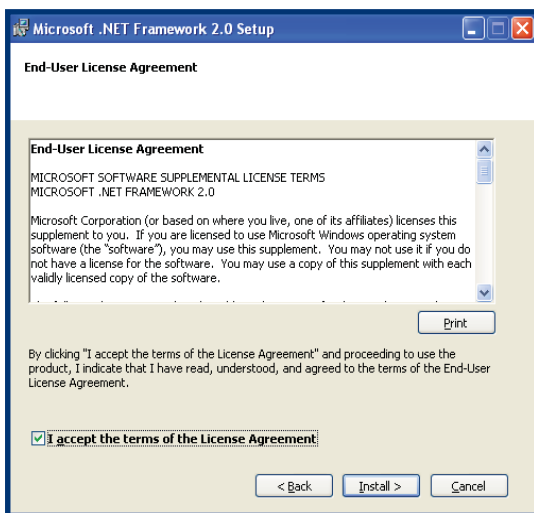 Microsoft .NET Framework 2.0 Setup
End-User License Agreement
End-User License Agreement
MICROSOFT SOFTWARE SUPPLEMENTAL LICENSE TERMS
MICROSOFT .NET FRAMEWORK 2.0
Microsoft Corporation (or based on where you live, one of its affiliates) licenses this
supplement to you.  If you are licensed to use Microsoft Windows operating system
software (the "software"), you may use this supplement.  You may not use it if you do
not have a license for the software.  You may use a copy of this supplement with each
validly licensed copy of the software.
Print
By clicking "I accept the terms of the License Agreement" and proceeding to use the
product, I indicate that I have read, understood, and agreed to the terms of the End-User
License Agreement.
I accept the terms of the License Agreement
< Back Install > Cancel